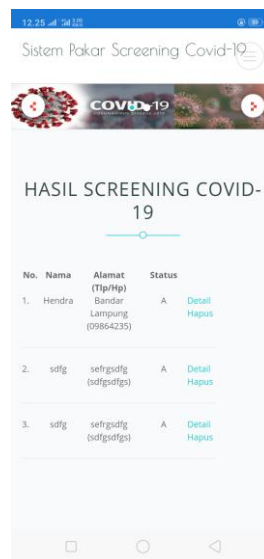 12.25
Sistem Pakar Screening Covid-19
COVID-19
HASIL SCREENING COVID-
19
No. Nama Alamat Status
(Tlp/Hp)
1. Hendra Bandar A Detail
Lampung Hapus
(09864235)
2. sdfg sefrgsdfg A Detail
(sdfgsdfgs) Hapus
3. sdfg sefrgsdfg A Detail
(sdfgsdfgs) Hapus